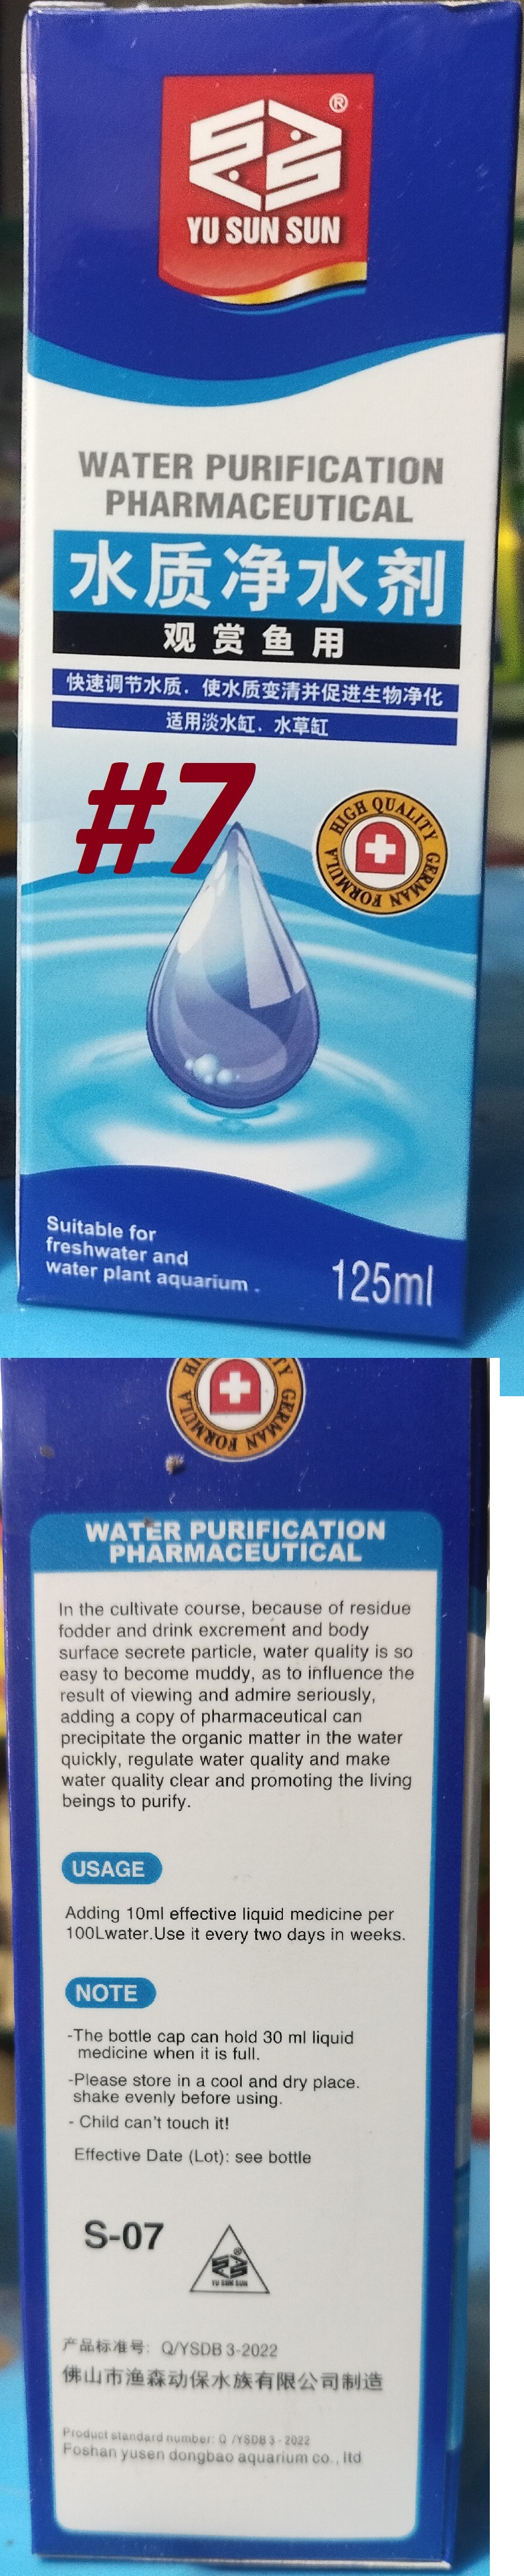 ®
YU SUN SUN
WATER PURIFICATION
PHARMACEUTICAL
水质净水剂
观赏鱼用
快速调节水质．使水质变清并促进生物净化
适用淡水缸．水草缸
#7
HIGH QUALITY
GERMAN FORMULA
Suitable for
freshwater and
water plant aquarium .
125ml
GERMAN FORMULA
WATER PURIFICATION
PHARMACEUTICAL
In the cultivate course, because of residue
fodder and drink excrement and body
surface secrete particle, water quality is so
easy to become muddy, as to influence the
result of viewing and admire seriously,
adding a copy of pharmaceutical can
precipitate the organic matter in the water
quickly, regulate water quality and make
water quality clear and promoting the living
beings to purify.
USAGE
Adding 10ml effective liquid medicine per
100Lwater.Use it every two days in weeks.
NOTE
-The bottle cap can hold 30 ml liquid
medicine when it is full.
-Please store in a cool and dry place.
shake evenly before using.
- Child can't touch it!
Effective Date (Lot): see bottle
S-07
®
YU SUN SUN
产品标准号: Q/YSDB 3-2022
佛山市渔森动保水族有限公司制造
Product standard number: Q /YSDB 3 - 2022
Foshan yusen dongbao aquarium co., ltd